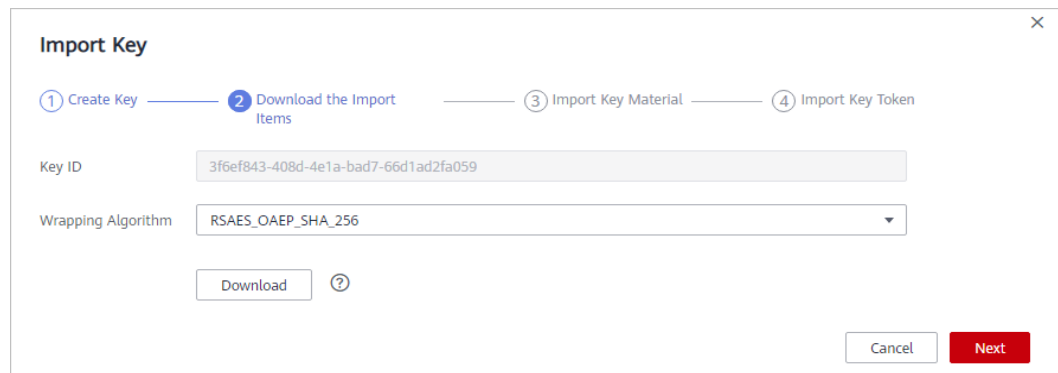 Import Key
1 Create Key 2 Download the Import Items 3 Import Key Material 4 Import Key Token
Key ID 3f6ef843-408d-4e1a-bad7-66d1ad2fa059
Wrapping Algorithm RSAES_OAEP_SHA_256
Download ?
Cancel Next